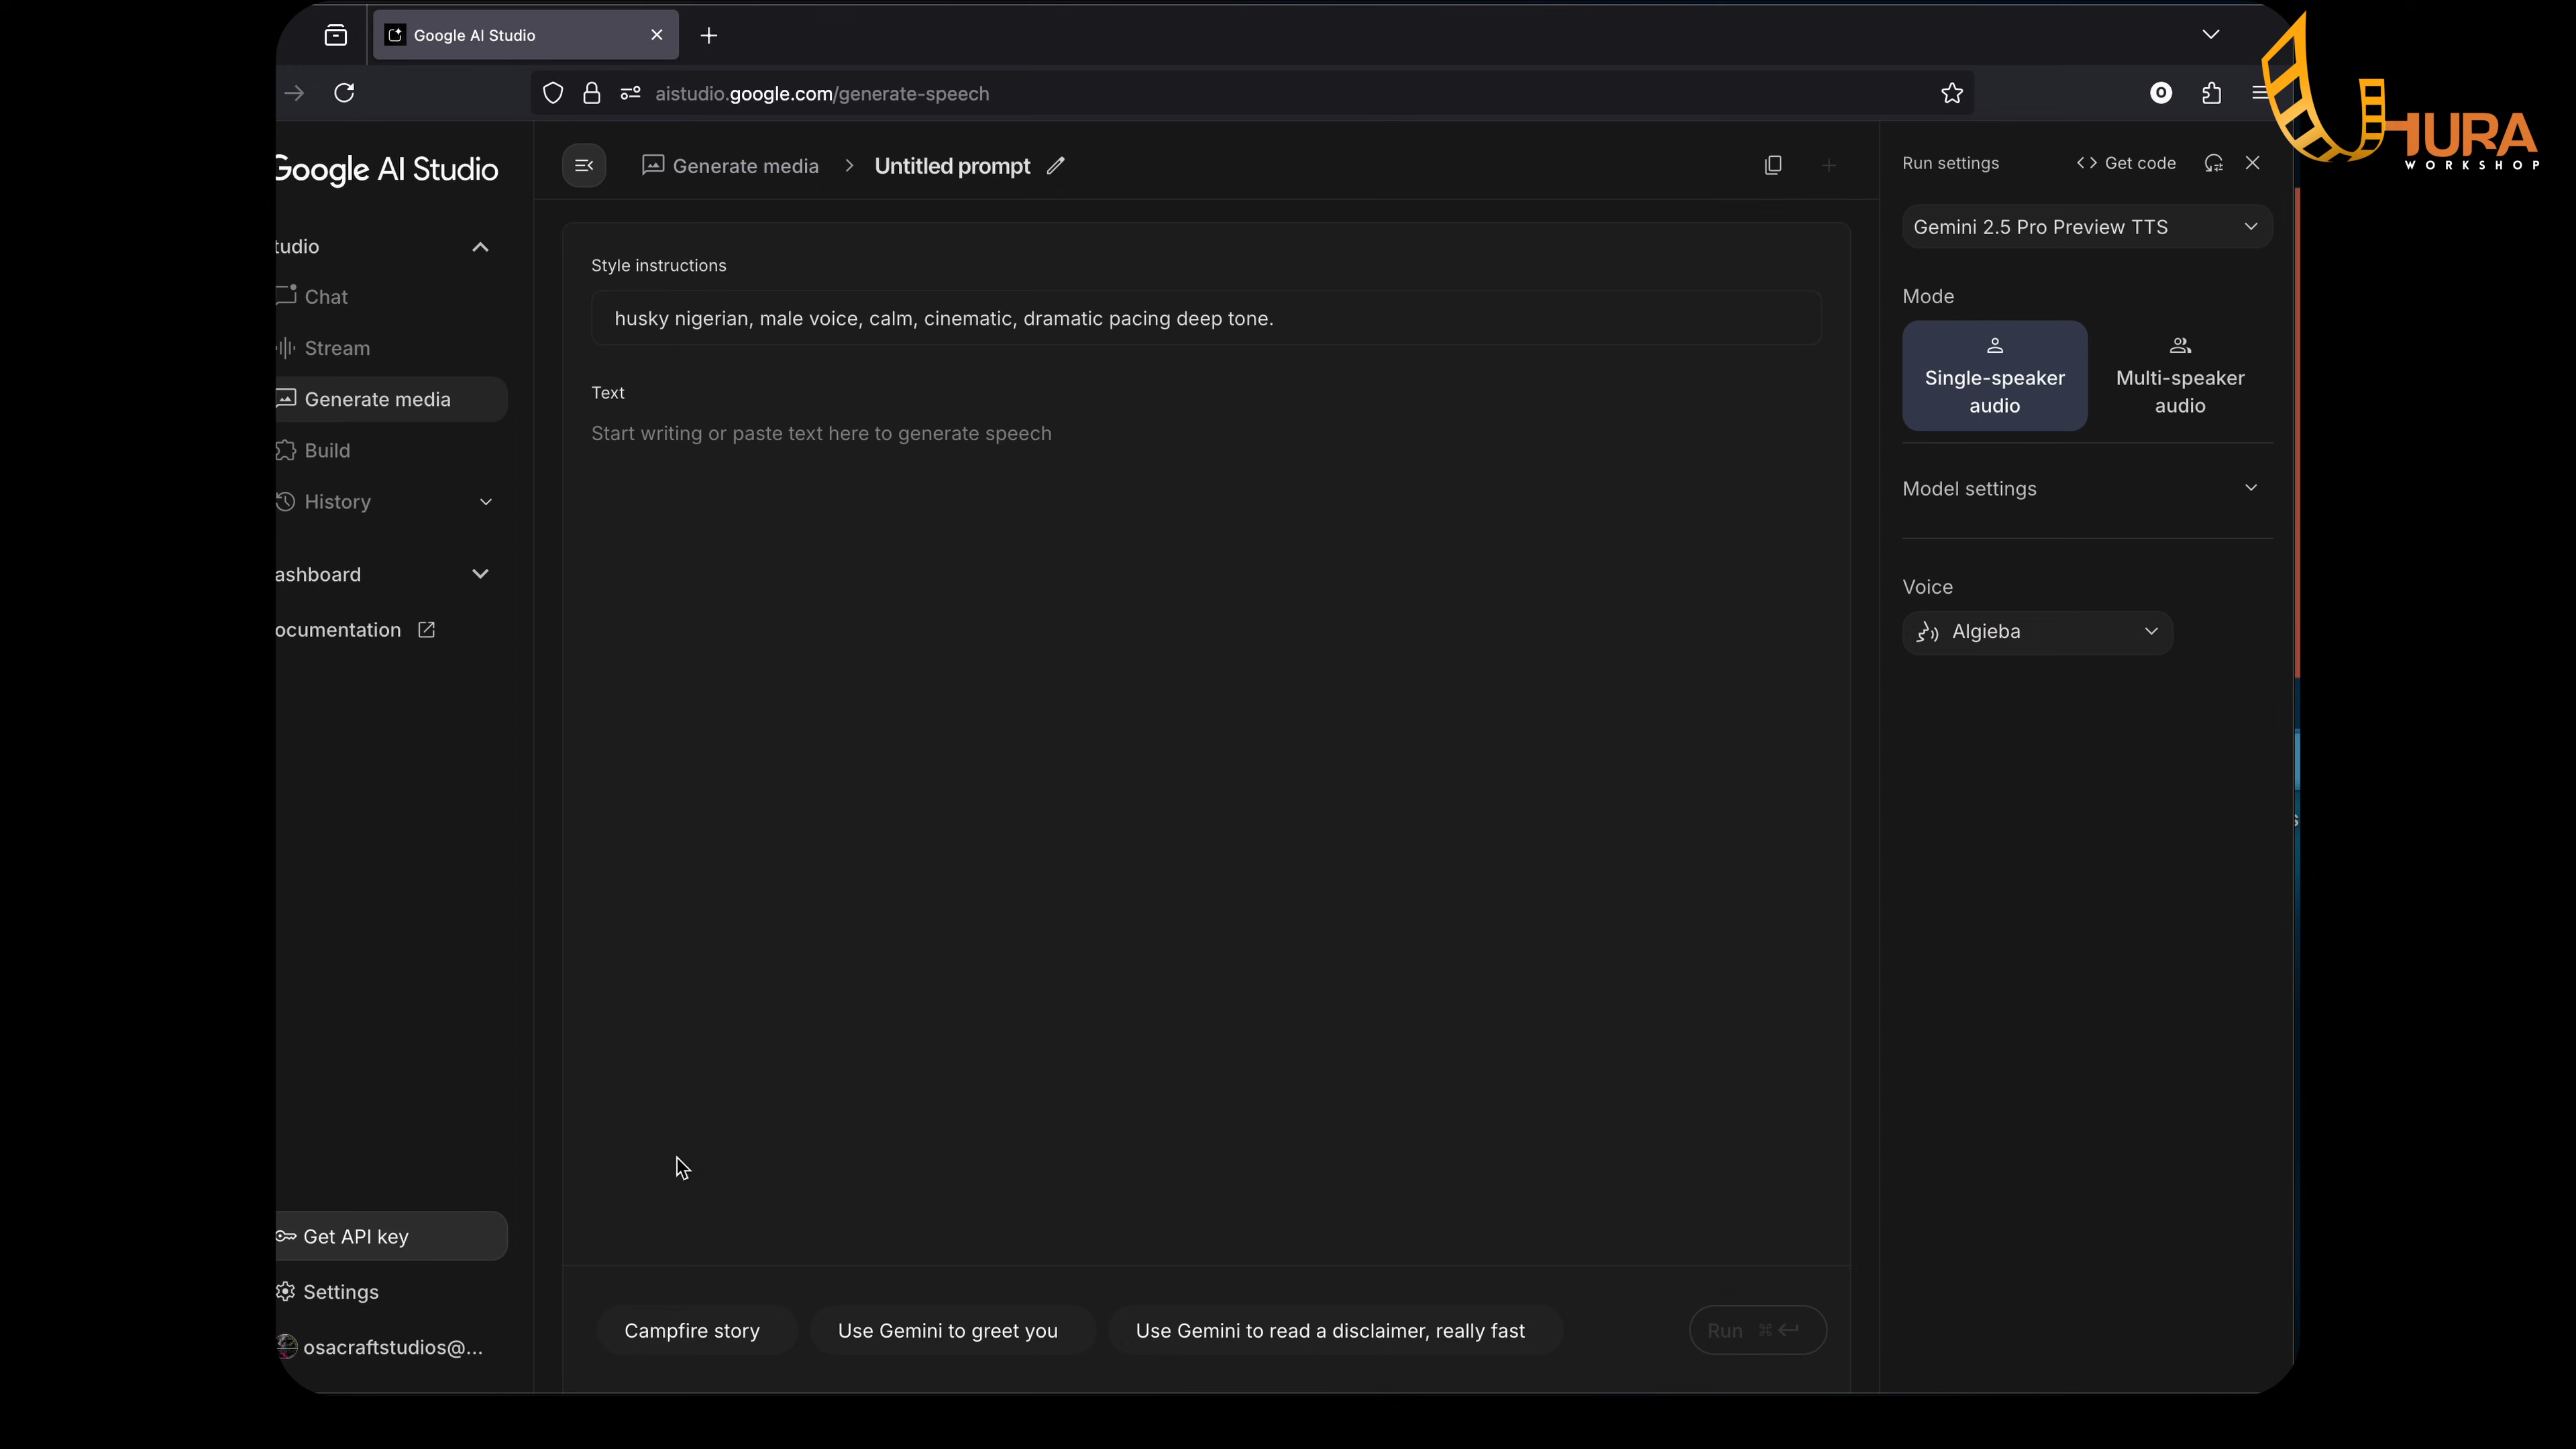 Google AI Studio
aistudio.google.com/generate-speech
HURA
WORKSHOP
Google AI Studio
tudio
Chat
Stream
Generate media
Build
History
ashboard
ocumentation
Get API key
Settings
osacraftstudios@...
Generate media > Untitled prompt
Style instructions
husky nigerian, male voice, calm, cinematic, dramatic pacing deep tone.
Text
Start writing or paste text here to generate speech
Campfire story
Use Gemini to greet you
Use Gemini to read a disclaimer, really fast
Run ⌘↵
Run settings
<> Get code
Gemini 2.5 Pro Preview TTS
Mode
Single-speaker
audio
Multi-speaker
audio
Model settings
Voice
Algieba